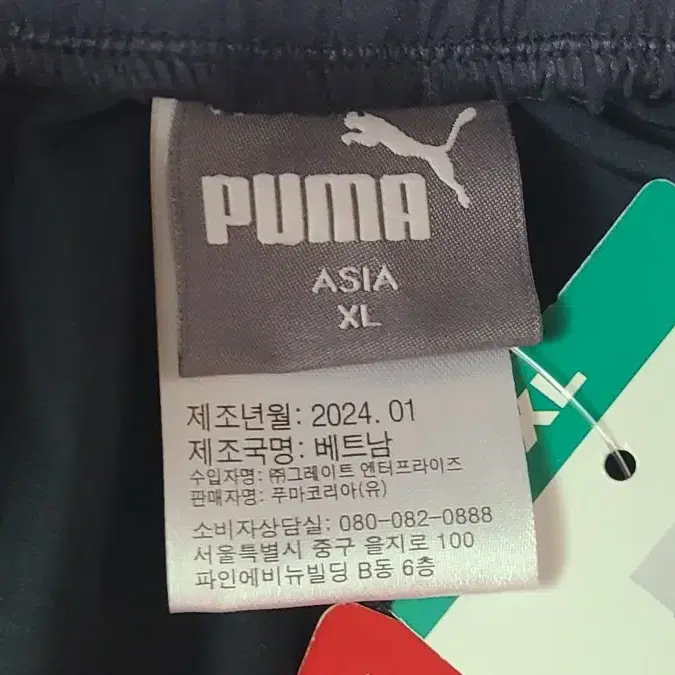 PUMA
ASIA
XL
제조년월: 2024. 01
제조국명: 베트남
수입자명: ㈜그레이트 엔터프라이즈
판매자명: 푸마코리아(유)
소비자상담실: 080-082-0888
서울특별시 중구 을지로 100
파인에비뉴빌딩 B동 6층
XL